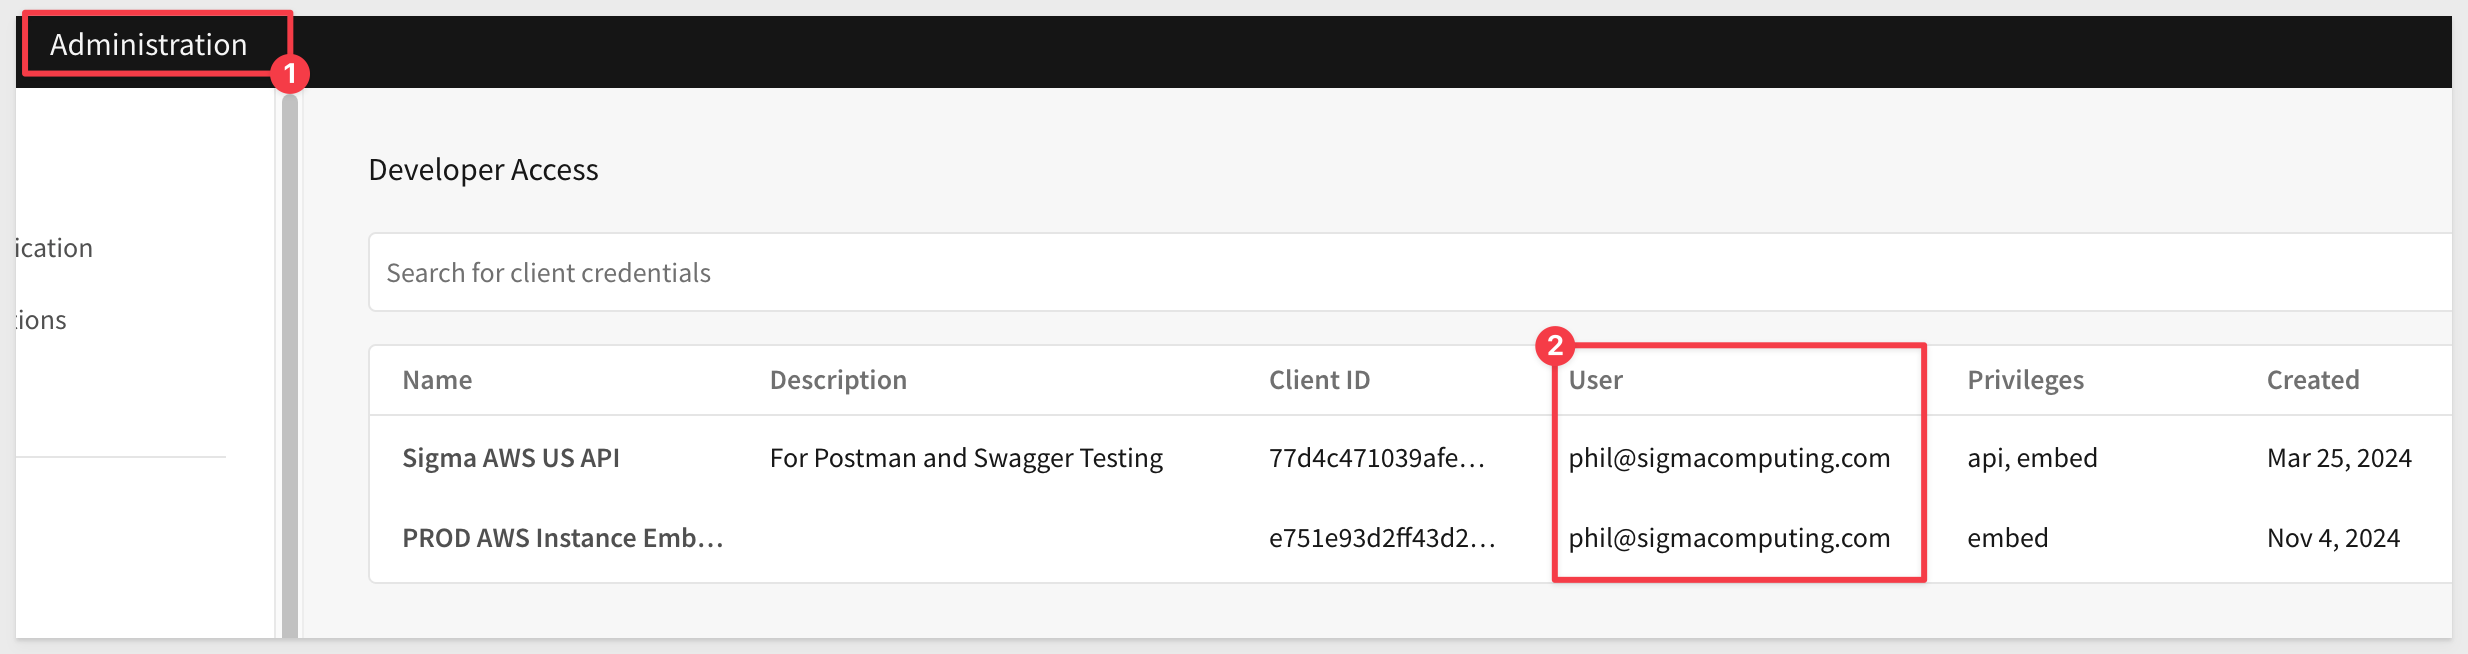 Administration
1
Developer Access
ication
tions
Search for client credentials
2
Name Description Client ID User Privileges Created
Sigma AWS US API For Postman and Swagger Testing 77d4c471039afe... phil@sigmacomputing.com api, embed Mar 25, 2024
PROD AWS Instance Emb... e751e93d2ff43d2... phil@sigmacomputing.com embed Nov 4, 2024